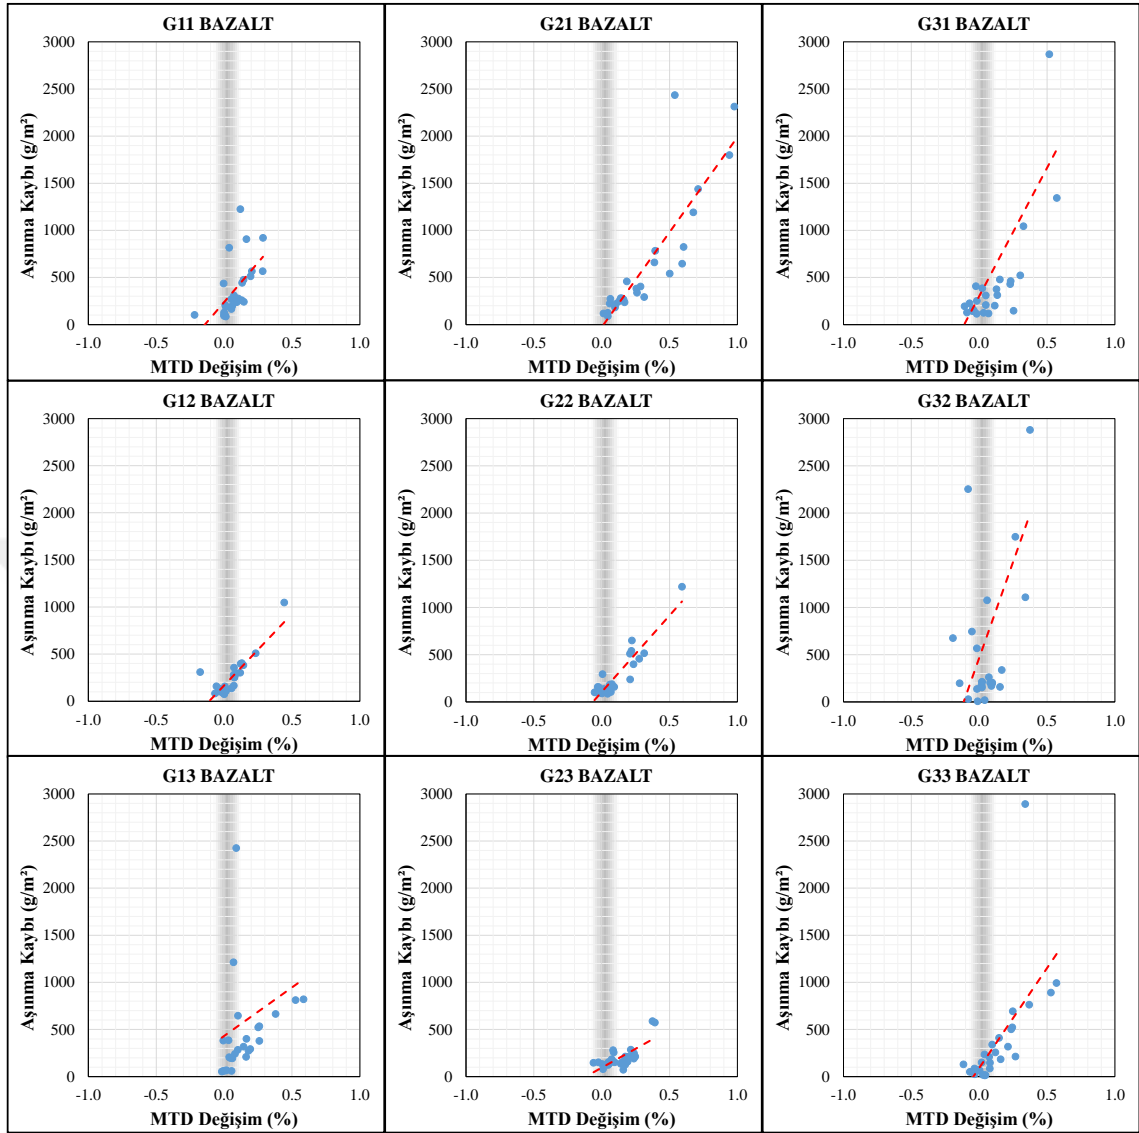 G11 BAZALT
3000
2500
2000
1500
1000
500
0
-1.0 -0.5 0.0 0.5 1.0
Aşınma Kaybı (g/m²)
MTD Değişim (%)
G21 BAZALT
3000
2500
2000
1500
1000
500
0
-1.0 -0.5 0.0 0.5 1.0
Aşınma Kaybı (g/m²)
MTD Değişim (%)
G31 BAZALT
3000
2500
2000
1500
1000
500
0
-1.0 -0.5 0.0 0.5 1.0
Aşınma Kaybı (g/m²)
MTD Değişim (%)
G12 BAZALT
3000
2500
2000
1500
1000
500
0
-1.0 -0.5 0.0 0.5 1.0
Aşınma Kaybı (g/m²)
MTD Değişim (%)
G22 BAZALT
3000
2500
2000
1500
1000
500
0
-1.0 -0.5 0.0 0.5 1.0
Aşınma Kaybı (g/m²)
MTD Değişim (%)
G32 BAZALT
3000
2500
2000
1500
1000
500
0
-1.0 -0.5 0.0 0.5 1.0
Aşınma Kaybı (g/m²)
MTD Değişim (%)
G13 BAZALT
3000
2500
2000
1500
1000
500
0
-1.0 -0.5 0.0 0.5 1.0
Aşınma Kaybı (g/m²)
MTD Değişim (%)
G23 BAZALT
3000
2500
2000
1500
1000
500
0
-1.0 -0.5 0.0 0.5 1.0
Aşınma Kaybı (g/m²)
MTD Değişim (%)
G33 BAZALT
3000
2500
2000
1500
1000
500
0
-1.0 -0.5 0.0 0.5 1.0
Aşınma Kaybı (g/m²)
MTD Değişim (%)